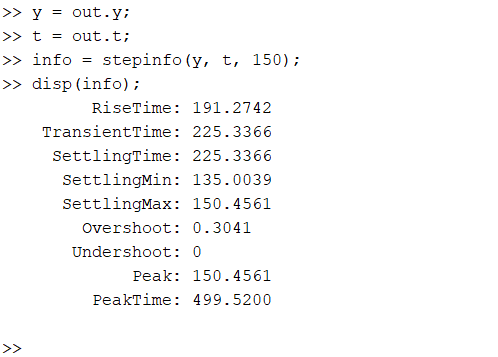 >> y = out.y;
>> t = out.t;
>> info = stepinfo(y, t, 150);
>> disp(info);
RiseTime: 191.2742
TransientTime: 225.3366
SettlingTime: 225.3366
SettlingMin: 135.0039
SettlingMax: 150.4561
Overshoot: 0.3041
Undershoot: 0
Peak: 150.4561
PeakTime: 499.5200
>>